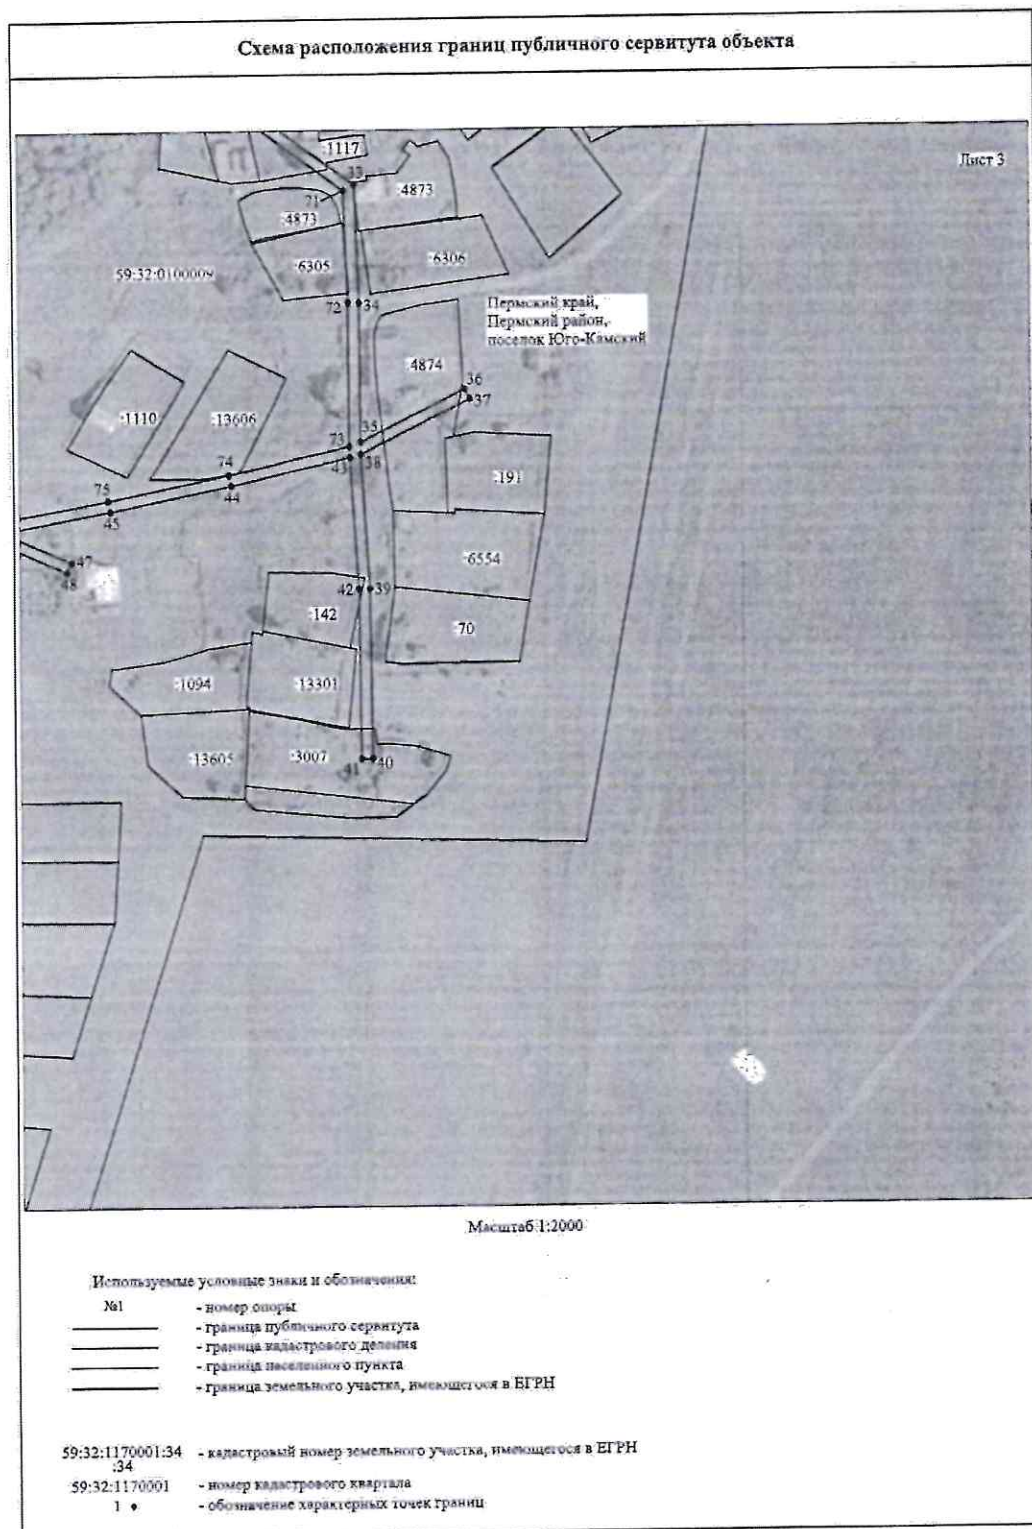 Схема расположения границ публичного сервитута объекта
Лист 3
:1117
33
:4873
71
:4873
:6305
:6306
59:32:0100009
72
34
Пермский край,
Пермский район,
поселок Юго-Камский
:4874
36
37
:1110
:13606
35
73
38
43
74
44
:191
75
45
:6554
47
48
42
39
:142
:70
:1094
:13301
:13605
:3007
41
40
Масштаб 1:2000
Используемые условные знаки и обозначения:
№1 - номер опоры
- граница публичного сервитута
- граница кадастрового деления
- граница населенного пункта
- граница земельного участка, имеющегося в ЕГРН
59:32:1170001:34 - кадастровый номер земельного участка, имеющегося в ЕГРН
:34
59:32:1170001 - номер кадастрового квартала
1 - обозначение характерных точек границ